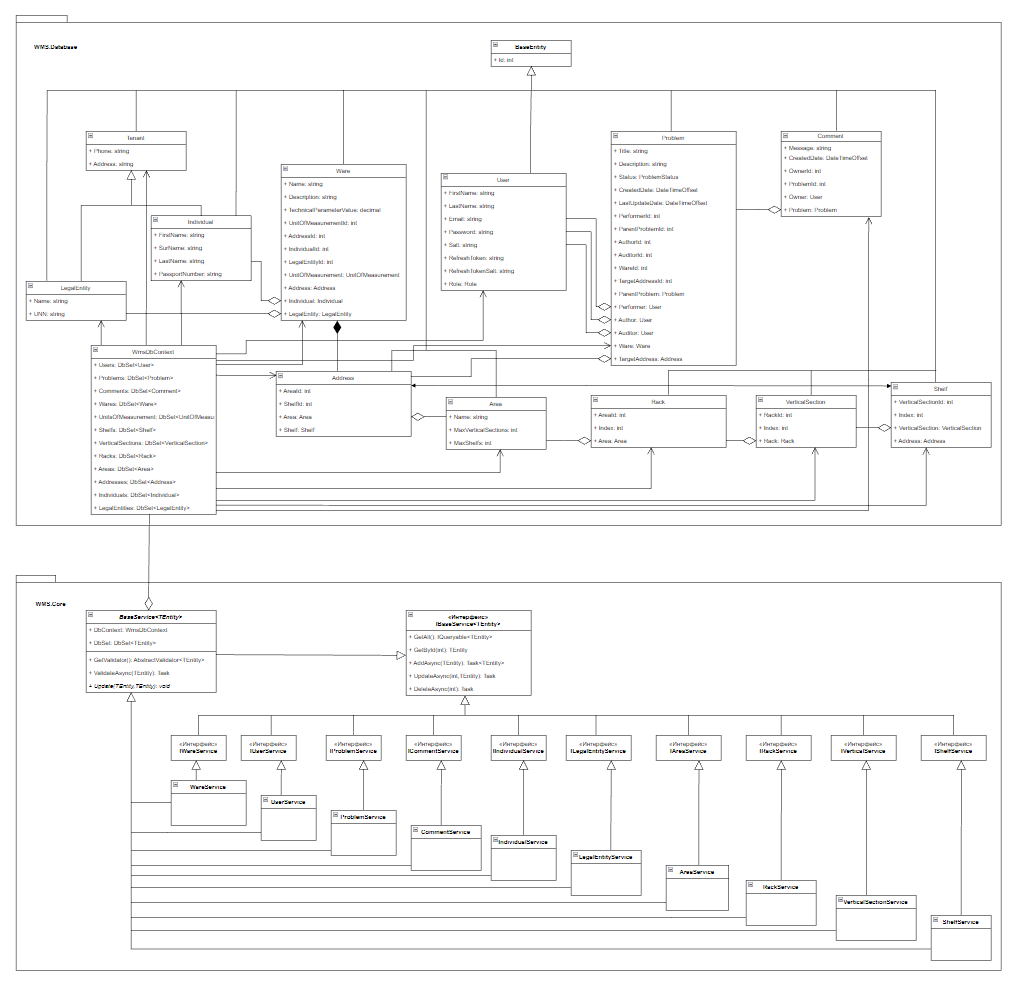 WMS.Database
BaseEntity
+ Id: int
Tenant
+ Phone: string
+ Address: string
Ware
+ Name: string
+ Description: string
+ TechnicalParameterValue: decimal
+ UnitOfMeasurementId: int
+ AddressId: int
+ IndividualId: int
+ LegalEntityId: int
+ UnitOfMeasurement: UnitOfMeasurement
+ Address: Address
+ Individual: Individual
+ LegalEntity: LegalEntity
User
+ FirstName: string
+ LastName: string
+ Email: string
+ Password: string
+ Salt: string
+ RefreshToken: string
+ RefreshTokenSalt: string
+ Role: Role
Problem
+ Title: string
+ Description: string
+ Status: ProblemStatus
+ CreatedDate: DateTimeOffset
+ LastUpdateDate: DateTimeOffset
+ PerformerId: int
+ ParentProblemId: int
+ AuthorId: int
+ AuditorId: int
+ WareId: int
+ TargetAddressId: int
+ ParentProblem: Problem
+ Performer: User
+ Author: User
+ Auditor: User
+ Ware: Ware
+ TargetAddress: Address
Comment
+ Message: string
+ CreatedDate: DateTimeOffset
+ OwnerId: int
+ ProblemId: int
+ Owner: User
+ Problem: Problem
Individual
+ FirstName: string
+ SurName: string
+ LastName: string
+ PassportNumber: string
LegalEntity
+ Name: string
+ UNN: string
WmsDbContext
+ Users: DbSet<User>
+ Problems: DbSet<Problem>
+ Comments: DbSet<Comment>
+ Wares: DbSet<Ware>
+ UnitsOfMeasurement: DbSet<UnitOfMeasu
+ Shelfs: DbSet<Shelf>
+ VerticalSections: DbSet<VerticalSection>
+ Racks: DbSet<Rack>
+ Areas: DbSet<Area>
+ Addresses: DbSet<Address>
+ Individuals: DbSet<Individual>
+ LegalEntities: DbSet<LegalEntity>
Address
+ AreaId: int
+ ShelfId: int
+ Area: Area
+ Shelf: Shelf
Area
+ Name: string
+ MaxVerticalSections: int
+ MaxShelfs: int
Rack
+ AreaId: int
+ Index: int
+ Area: Area
VerticalSection
+ RackId: int
+ Index: int
+ Rack: Rack
Shelf
+ VerticalSectionId: int
+ Index: int
+ VerticalSection: VerticalSection
+ Address: Address
WMS.Core
BaseService<TEntity>
+ DbContext: WmsDbContext
+ DbSet: DbSet<TEntity>
+ GetValidator(): AbstractValidator<TEntity>
+ ValidateAsync(TEntity): Task
+ Update(TEntity,TEntity): void
«Интерфейс»
IBaseService<TEntity>
+ GetAll(): IQueryable<TEntity>
+ GetById(int): TEntity
+ AddAsync(TEntity): Task<TEntity>
+ UpdateAsync(int,TEntity): Task
+ DeleteAsync(int): Task
«Интерфейс»
IWareService
«Интерфейс»
IUserService
«Интерфейс»
IProblemService
«Интерфейс»
ICommentService
«Интерфейс»
IIndividualService
«Интерфейс»
ILegalEntityService
«Интерфейс»
IAreaService
«Интерфейс»
IRackService
«Интерфейс»
IVerticalService
«Интерфейс»
IShelfService
WareService
UserService
ProblemService
CommentService
IndividualService
LegalEntityService
AreaService
RackService
VerticalSectionService
ShelfService